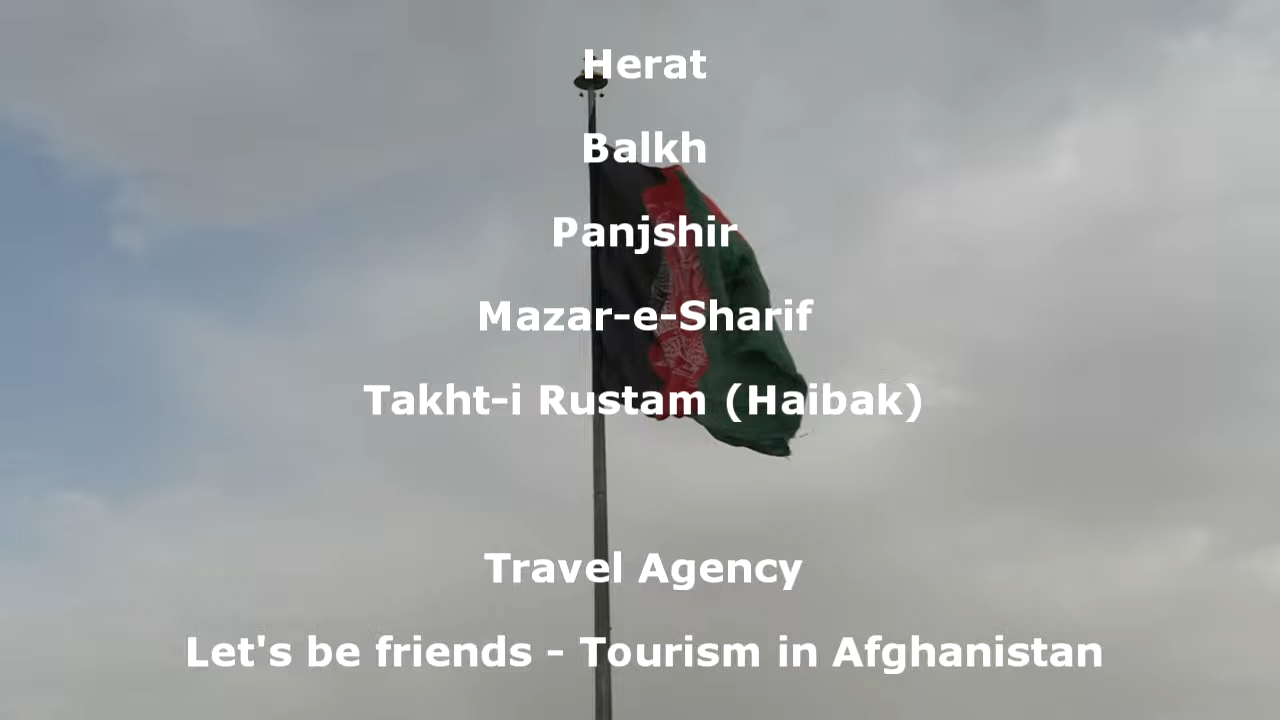 Herat
Balkh
Panjshir
Mazar-e-Sharif
Takht-i Rustam (Haibak)
Travel Agency
Let's be friends - Tourism in Afghanistan